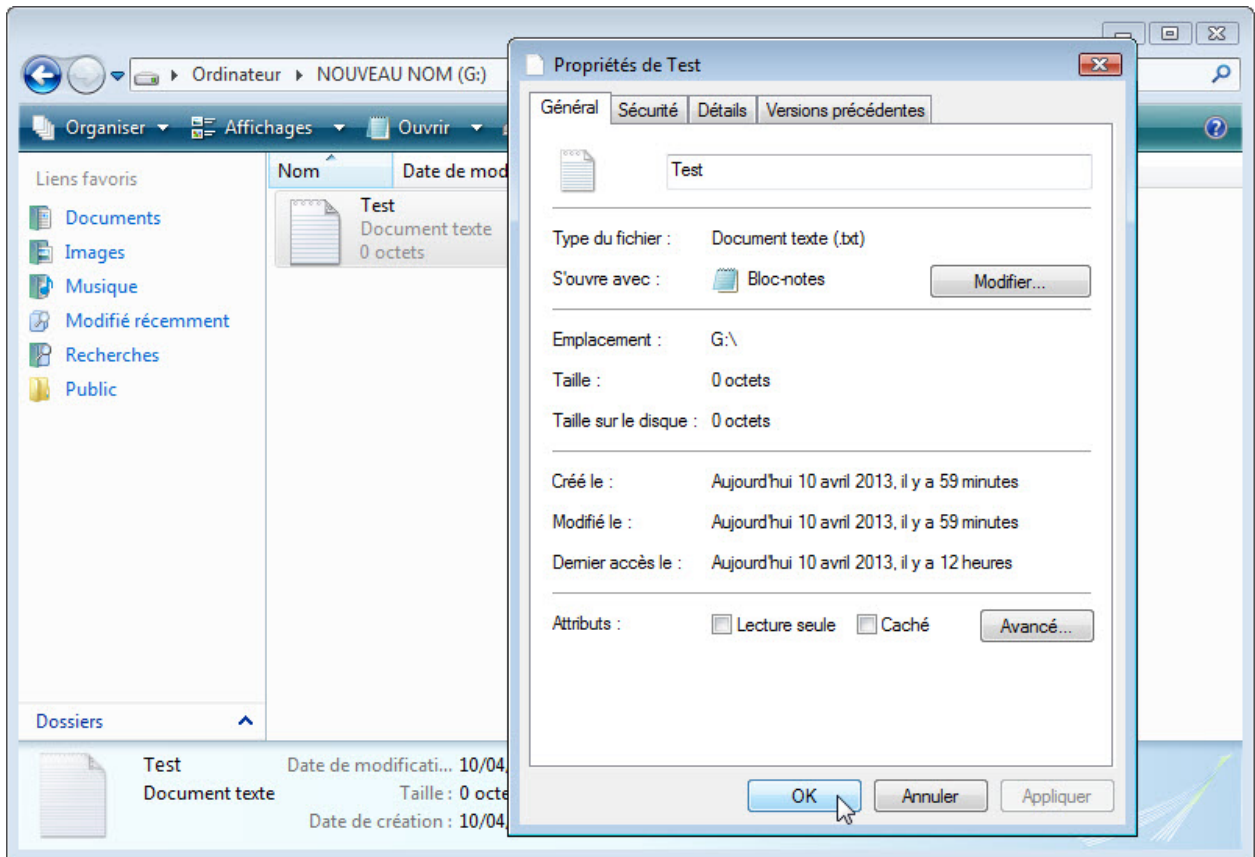 Ordinateur NOUVEAU NOM (G:)
Organiser Affichages Ouvrir
Liens favoris
Documents
Images
Musique
Modifié récemment
Recherches
Public
Dossiers
Nom Date de mod
Test
Document texte
0 octets
Test
Document texte
Date de modificati... 10/04,
Taille : 0 octe
Date de création : 10/04,
Propriétés de Test
Général Sécurité Détails Versions précédentes
Test
Type du fichier : Document texte (.txt)
S'ouvre avec : Bloc-notes Modifier...
Emplacement : G:\
Taille : 0 octets
Taille sur le disque : 0 octets
Créé le : Aujourd'hui 10 avril 2013, il y a 59 minutes
Modifié le : Aujourd'hui 10 avril 2013, il y a 59 minutes
Dernier accès le : Aujourd'hui 10 avril 2013, il y a 12 heures
Attributs : Lecture seule Caché Avancé...
OK Annuler Appliquer